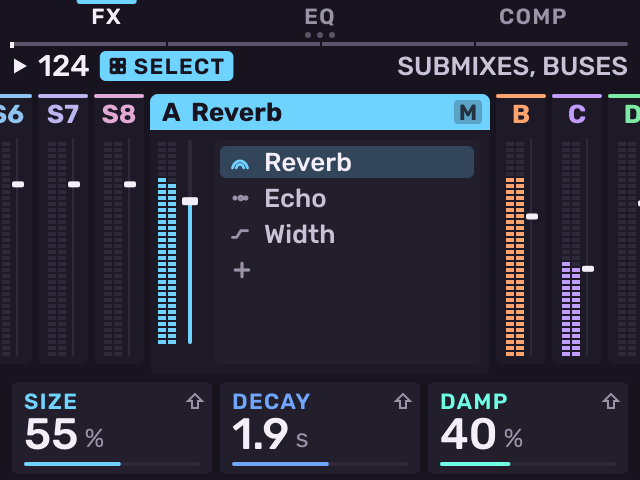 FX EQ COMP
124 SELECT SUBMIXES, BUSES
S6 S7 S8 A Reverb M B C D
Reverb
Echo
Width
SIZE DECAY DAMP
55 % 1.9 s 40 %